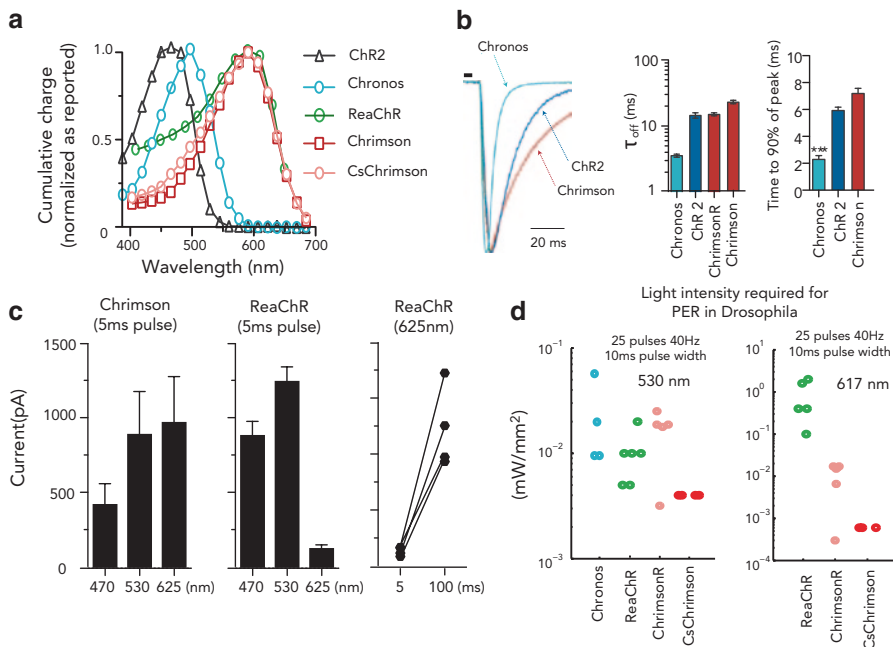 a
Cumulative charge
(normalized as reported)
1.0
0.5
0
400
500
600
700
Wavelength (nm)
ChR2
Chronos
ReaChR
Chrimson
CsChrimson
b
Chronos
ChR2
Chrimson
20 ms
τoff (ms)
100
10
1
Chronos
ChR 2
ChrimsonR
Chrimson
Time to 90% of peak (ms)
10
8
6
4
2
0
***
Chronos
ChR 2
Chrimson
c
Chrimson
(5ms pulse)
ReaChR
(5ms pulse)
ReaChR
(625nm)
Current(pA)
1500
1000
500
0
470 530 625 (nm)
470 530 625 (nm)
5 100 (ms)
Light intensity required for
PER in Drosophila
d
25 pulses 40Hz
10ms pulse width
530 nm
(mW/mm²)
10⁻¹
10⁻²
10⁻³
Chronos
ReaChR
ChrimsonR
CsChrimson
25 pulses 40Hz
10ms pulse width
617 nm
10¹
10⁰
10⁻¹
10⁻²
10⁻³
10⁻⁴
ReaChR
ChrimsonR
CsChrimson